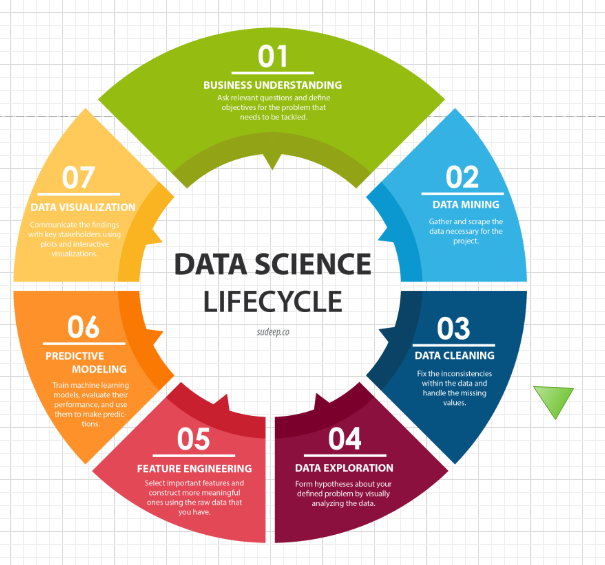 01
BUSINESS UNDERSTANDING
Ask relevant questions and define
objectives for the problem that
needs to be tackled.
02
DATA MINING
Gather and scrape the
data necessary for the
project.
03
DATA CLEANING
Fix the inconsistencies
within the data and
handle the missing
values.
04
DATA EXPLORATION
Form hypotheses about your
defined problem by visually
analyzing the data.
05
FEATURE ENGINEERING
Select important features and
construct more meaningful
ones using the raw data that
you have.
06
PREDICTIVE
MODELING
Train machine learning
models, evaluate their
performance, and use
them to make predic-
tions
07
DATA VISUALIZATION
Communicate the findings
with key stakeholders using
plots and interactive
visualizations
DATA SCIENCE
LIFECYCLE
sudeep.co